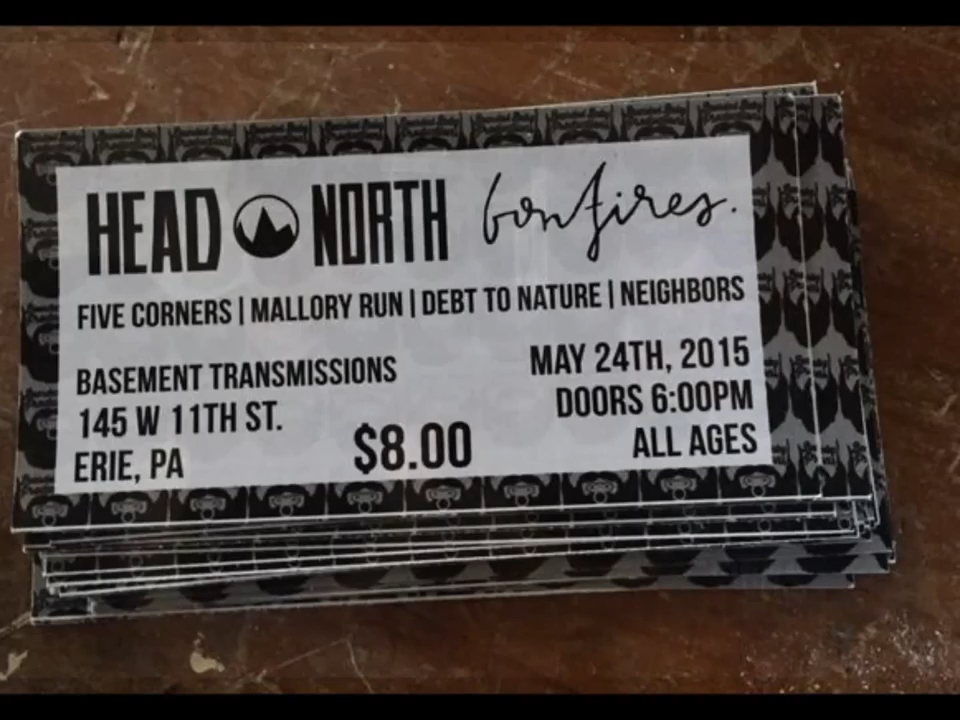 HEAD NORTH bonfires.
FIVE CORNERS | MALLORY RUN | DEBT TO NATURE | NEIGHBORS
BASEMENT TRANSMISSIONS
145 W 11TH ST.
ERIE, PA
$8.00
MAY 24TH, 2015
DOORS 6:00PM
ALL AGES